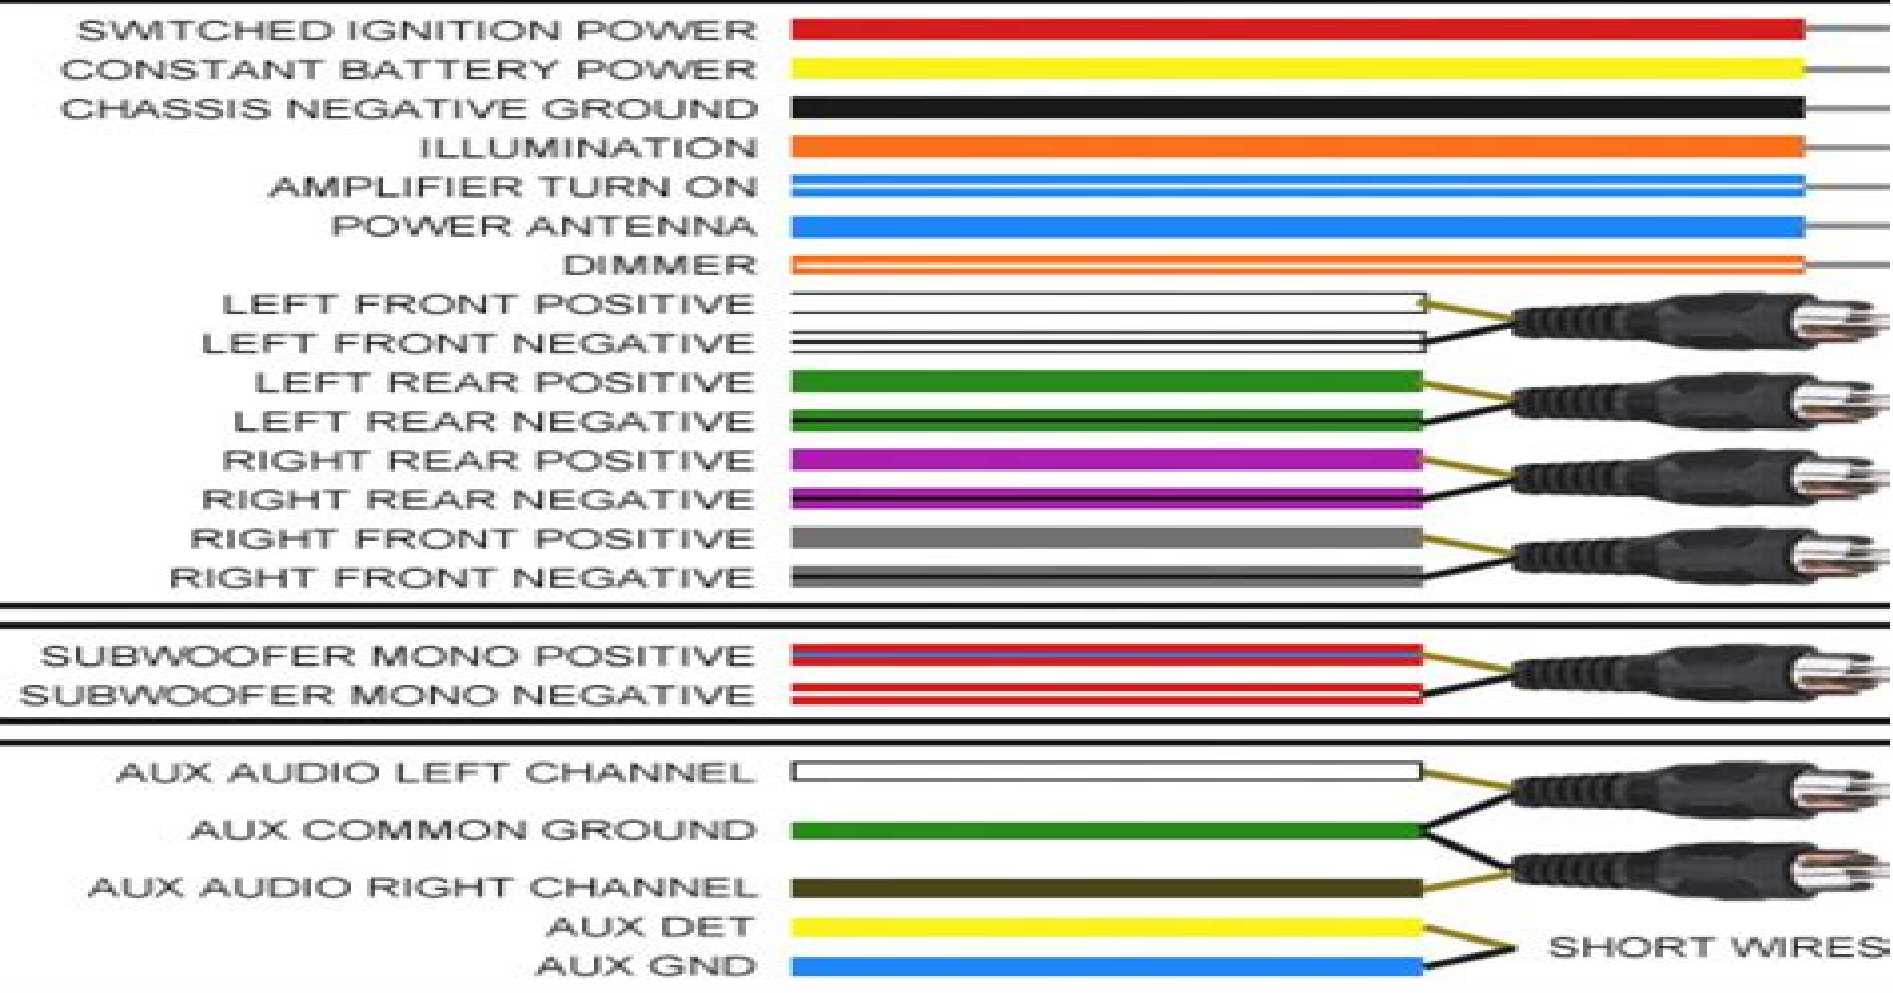 SWITCHED IGNITION POWER
CONSTANT BATTERY POWER
CHASSIS NEGATIVE GROUND
ILLUMINATION
AMPLIFIER TURN ON
POWER ANTENNA
DIMMER
LEFT FRONT POSITIVE
LEFT FRONT NEGATIVE
LEFT REAR POSITIVE
LEFT REAR NEGATIVE
RIGHT REAR POSITIVE
RIGHT REAR NEGATIVE
RIGHT FRONT POSITIVE
RIGHT FRONT NEGATIVE
SUBWOOFER MONO POSITIVE
SUBWOOFER MONO NEGATIVE
AUX AUDIO LEFT CHANNEL
AUX COMMON GROUND
AUX AUDIO RIGHT CHANNEL
AUX DET
SHORT WIRES
AUX GND